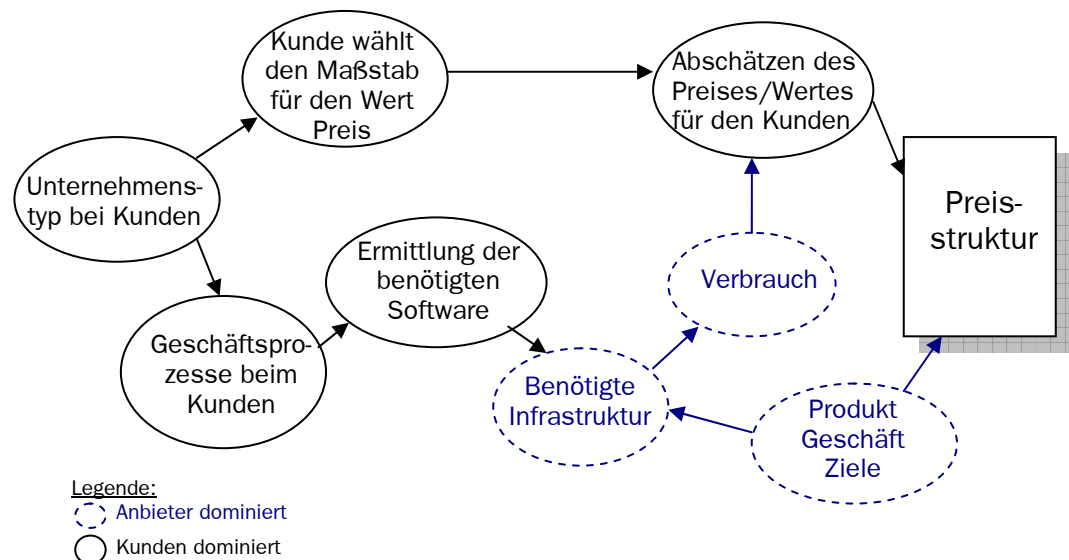 Kunde wählt
den Maßstab
für den Wert
Preis
Abschätzen des
Preises/Wertes
für den Kunden
Unternehmens-
typ bei Kunden
Preis-
struktur
Ermittlung der
benötigten
Software
Verbrauch
Geschäftspro-
zesse beim
Kunden
Benötigte
Infrastruktur
Produkt
Geschäft
Ziele
Legende:
Anbieter dominiert
Kunden dominiert